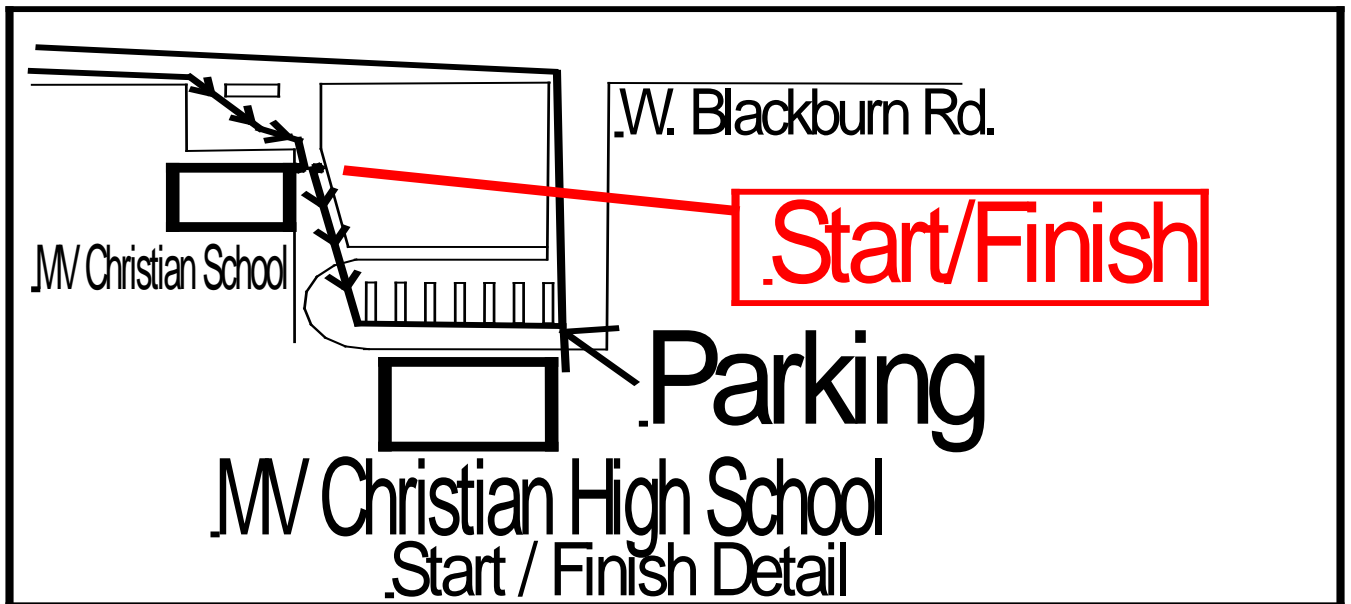 W. Blackburn Rd.
Start/Finish
MV Christian School
Parking
MV Christian High School
Start / Finish Detail